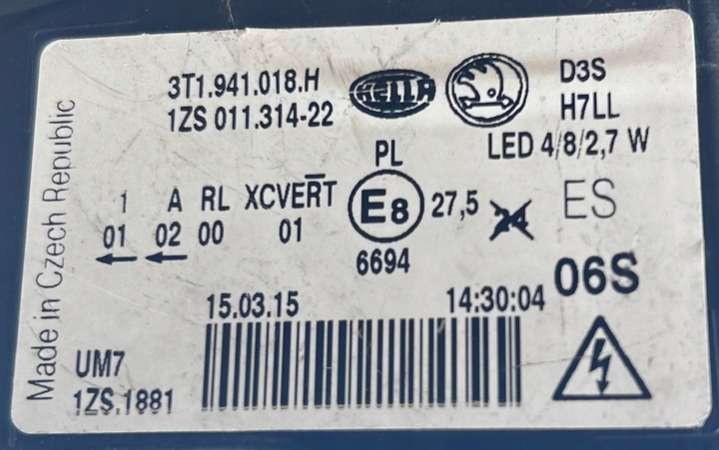 3T1.941.018.H
1ZS 011.314-22
HELLA
D3S
H7LL
LED 4/8/2,7 W
PL
1 A RL XCVERT̅
01 02 00 01
E8
27,5
24
ES
6694
06S
15.03.15 14:30:04
UM7
1ZS.1881
Made in Czech Republic